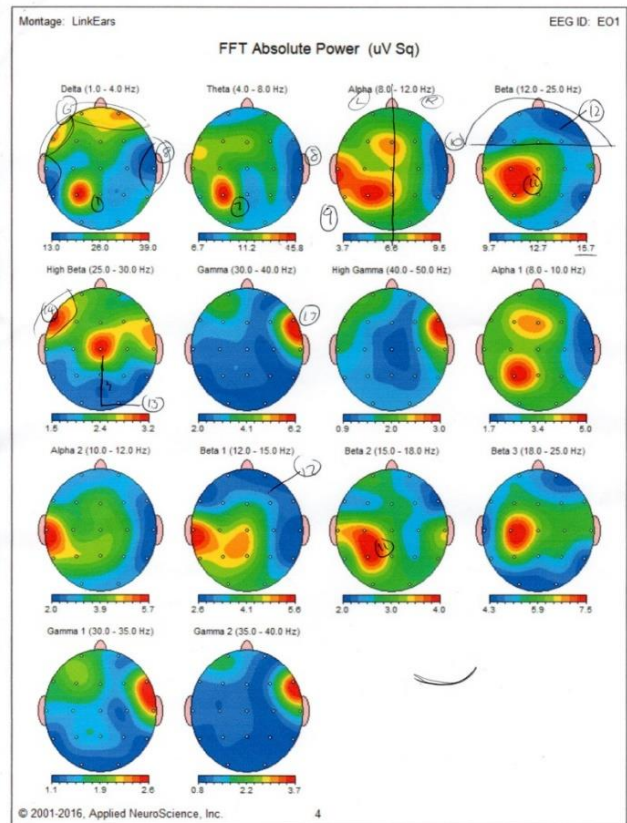 Montage: LinkEars EEG ID: EO1
FFT Absolute Power (uV Sq)
Delta (1.0 - 4.0 Hz) Theta (4.0 - 8.0 Hz) Alpha (8.0 - 12.0 Hz) Beta (12.0 - 25.0 Hz)
6 L R 12
8 8 10
7 7 11
9
13.0 26.0 39.0 6.7 11.2 45.8 3.7 6.6 9.5 9.7 12.7 15.7
High Beta (25.0 - 30.0 Hz) Gamma (30.0 - 40.0 Hz) High Gamma (40.0 - 50.0 Hz) Alpha 1 (8.0 - 10.0 Hz)
14 17
13
15
1.6 2.4 3.2 2.0 4.1 6.2 0.9 2.0 3.0 1.7 3.4 5.0
Alpha 2 (10.0 - 12.0 Hz) Beta 1 (12.0 - 15.0 Hz) Beta 2 (15.0 - 18.0 Hz) Beta 3 (18.0 - 25.0 Hz)
12
11
2.0 3.9 5.7 2.6 4.1 5.6 2.0 3.0 4.0 4.3 5.9 7.5
Gamma 1 (30.0 - 35.0 Hz) Gamma 2 (35.0 - 40.0 Hz)
1.1 1.9 2.6 0.8 2.2 3.7
© 2001-2016, Applied NeuroScience, Inc. 4